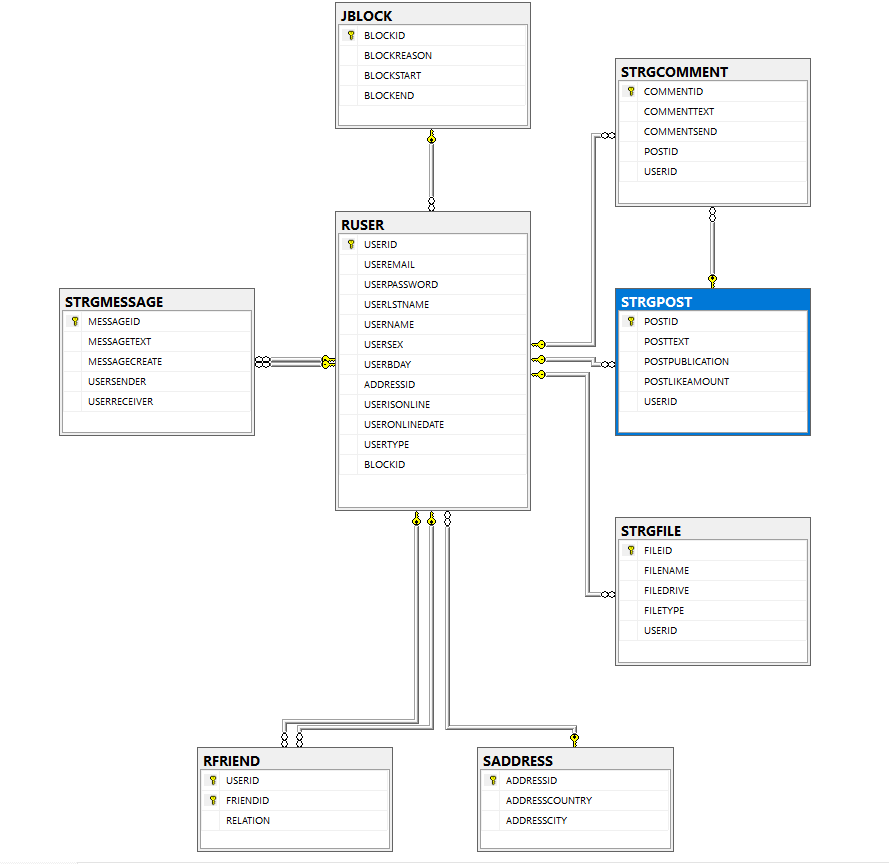 JBLOCK
BLOCKID
BLOCKREASON
BLOCKSTART
BLOCKEND
STRGCOMMENT
COMMENTID
COMMENTTEXT
COMMENTSEND
POSTID
USERID
RUSER
USERID
USEREMAIL
USERPASSWORD
USERLSTNAME
USERNAME
USERSEX
USERBDAY
ADDRESSID
USERISONLINE
USERONLINEDATE
USERTYPE
BLOCKID
STRGMESSAGE
MESSAGEID
MESSAGETEXT
MESSAGECREATE
USERSENDER
USERRECEIVER
STRGPOST
POSTID
POSTTEXT
POSTPUBLICATION
POSTLIKEAMOUNT
USERID
STRGFILE
FILEID
FILENAME
FILEDRIVE
FILETYPE
USERID
RFRIEND
USERID
FRIENDID
RELATION
SADDRESS
ADDRESSID
ADDRESSCOUNTRY
ADDRESSCITY